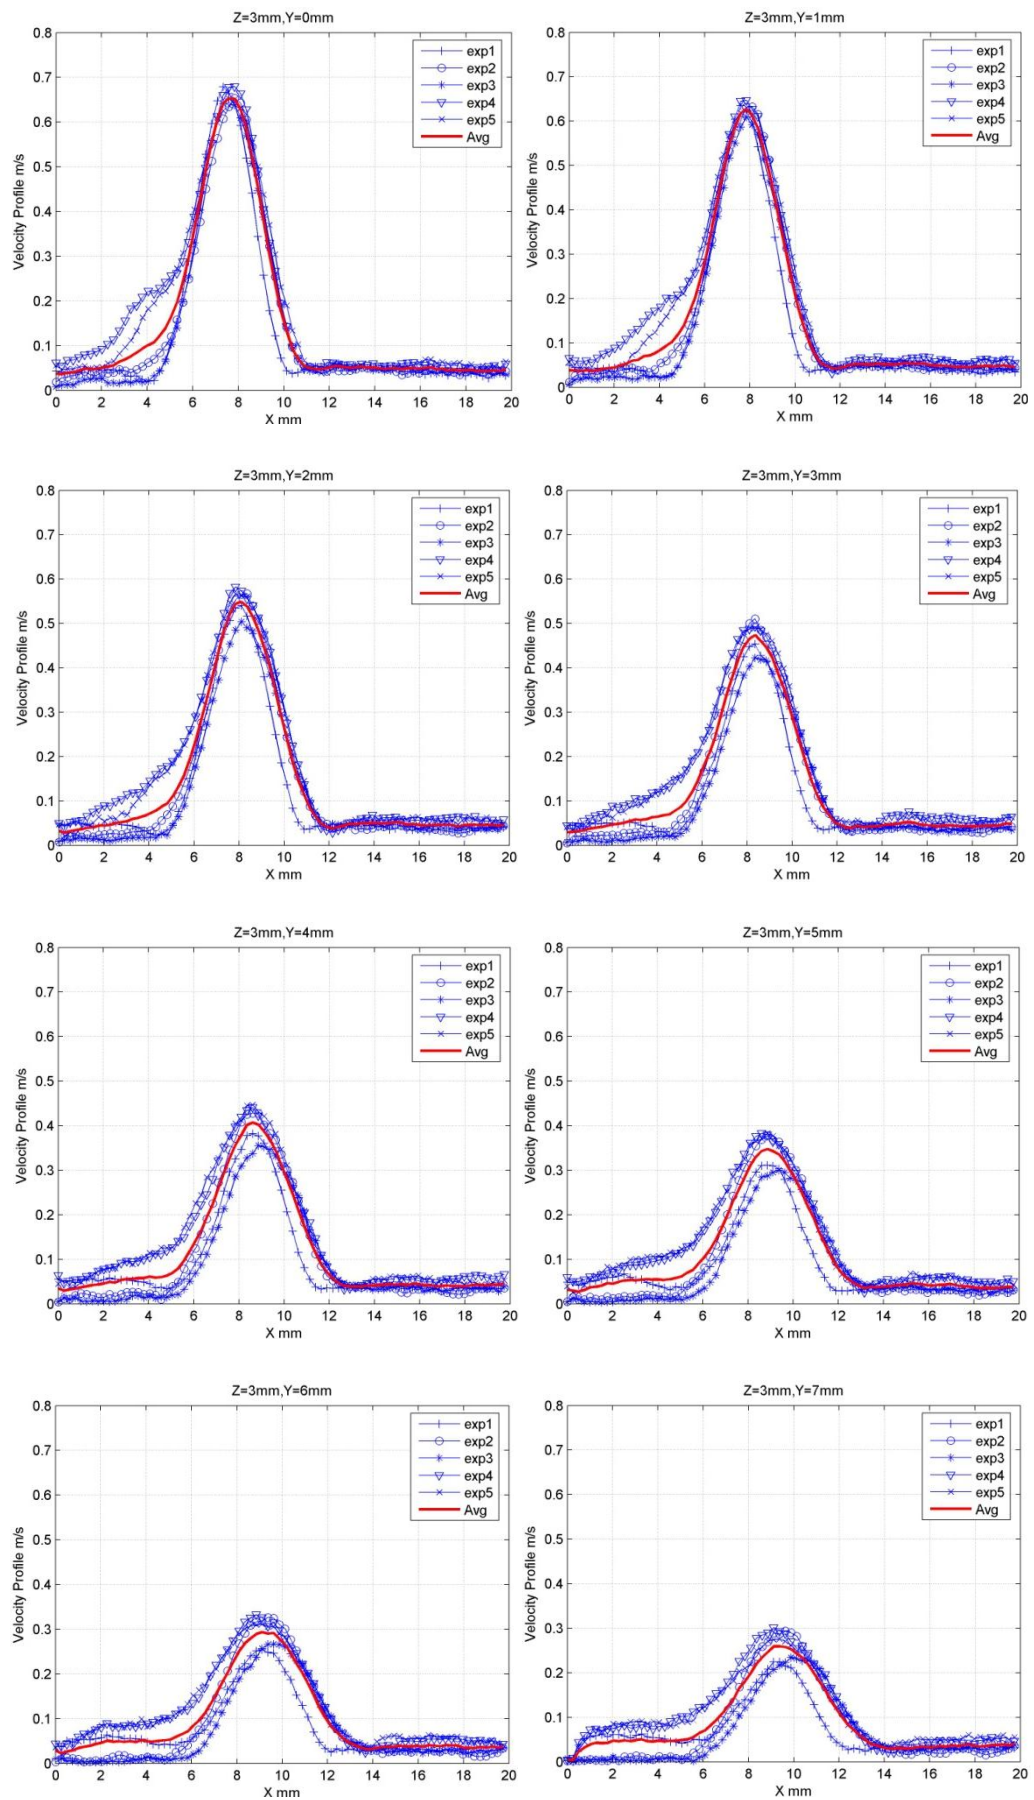 Z=3mm,Y=0mm
Velocity Profile m/s
0.8
0.7
0.6
0.5
0.4
0.3
0.2
0.1
0
exp1
exp2
exp3
exp4
exp5
Avg
0 2 4 6 8 10 12 14 16 18 20
X mm
Z=3mm,Y=1mm
Velocity Profile m/s
0.8
0.7
0.6
0.5
0.4
0.3
0.2
0.1
0
exp1
exp2
exp3
exp4
exp5
Avg
0 2 4 6 8 10 12 14 16 18 20
X mm
Z=3mm,Y=2mm
Velocity Profile m/s
0.8
0.7
0.6
0.5
0.4
0.3
0.2
0.1
0
exp1
exp2
exp3
exp4
exp5
Avg
0 2 4 6 8 10 12 14 16 18 20
X mm
Z=3mm,Y=3mm
Velocity Profile m/s
0.8
0.7
0.6
0.5
0.4
0.3
0.2
0.1
0
exp1
exp2
exp3
exp4
exp5
Avg
0 2 4 6 8 10 12 14 16 18 20
X mm
Z=3mm,Y=4mm
Velocity Profile m/s
0.8
0.7
0.6
0.5
0.4
0.3
0.2
0.1
0
exp1
exp2
exp3
exp4
exp5
Avg
0 2 4 6 8 10 12 14 16 18 20
X mm
Z=3mm,Y=5mm
Velocity Profile m/s
0.8
0.7
0.6
0.5
0.4
0.3
0.2
0.1
0
exp1
exp2
exp3
exp4
exp5
Avg
0 2 4 6 8 10 12 14 16 18 20
X mm
Z=3mm,Y=6mm
Velocity Profile m/s
0.8
0.7
0.6
0.5
0.4
0.3
0.2
0.1
0
exp1
exp2
exp3
exp4
exp5
Avg
0 2 4 6 8 10 12 14 16 18 20
X mm
Z=3mm,Y=7mm
Velocity Profile m/s
0.8
0.7
0.6
0.5
0.4
0.3
0.2
0.1
0
exp1
exp2
exp3
exp4
exp5
Avg
0 2 4 6 8 10 12 14 16 18 20
X mm